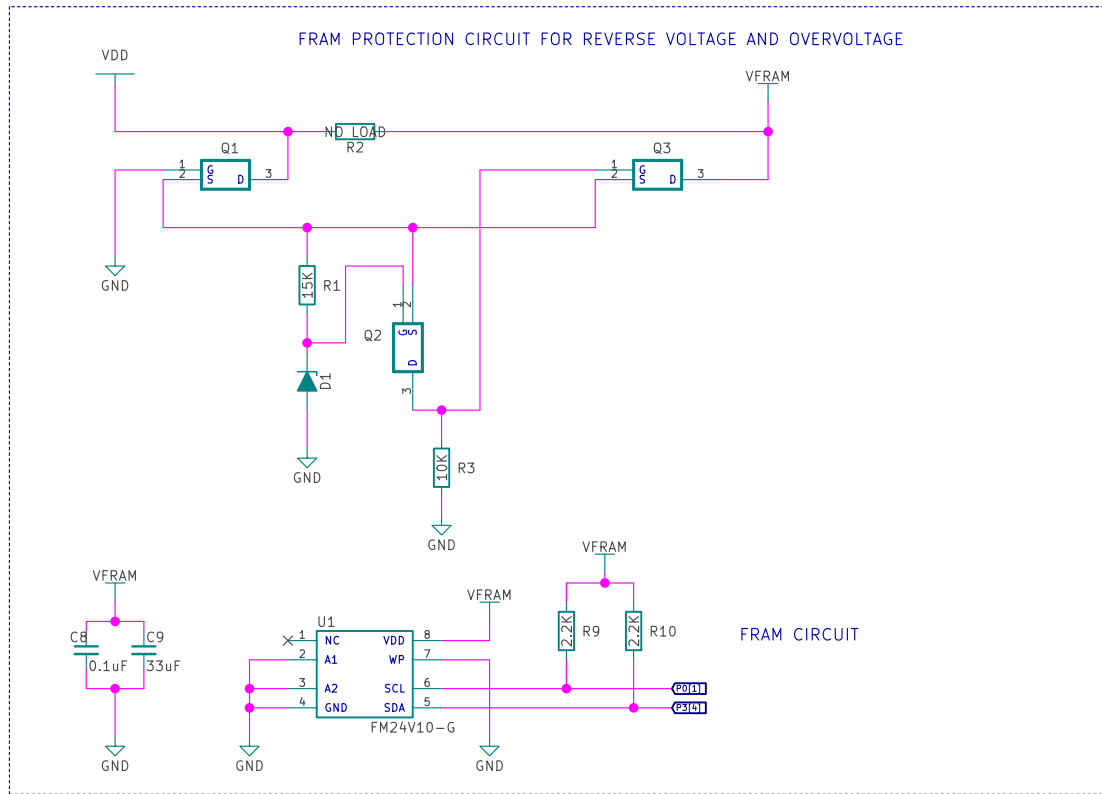 FRAM PROTECTION CIRCUIT FOR REVERSE VOLTAGE AND OVERVOLTAGE
VDD
VFRAM
NO LOAD
R2
Q1
1 G
2 S D 3
Q3
1 G
2 S D 3
GND
15K R1
1 2
G S
Q2
D
3
D1
GND
10K R3
GND
VFRAM
C8 C9
0.1uF 33uF
GND
U1
VFRAM
1 NC VDD 8
2 A1 WP 7
3 A2 SCL 6
4 GND SDA 5
FM24V10-G
GND
GND
VFRAM
2.2K R9
2.2K R10
P0[1]
P3[4]
FRAM CIRCUIT